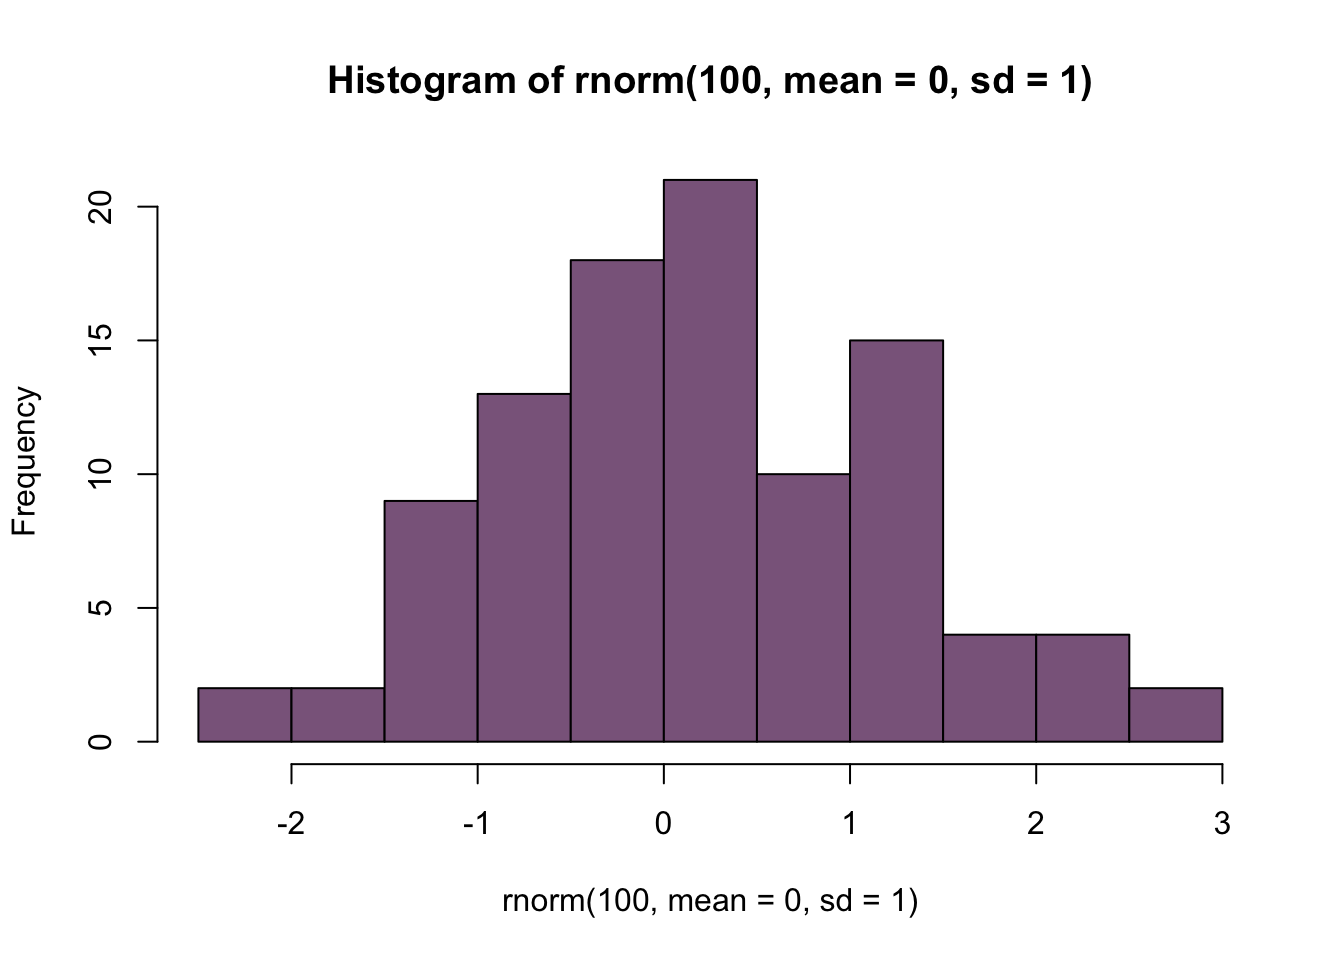 Histogram of rnorm(100, mean = 0, sd = 1)
Frequency
20
15
10
5
0
-2 -1 0 1 2 3
rnorm(100, mean = 0, sd = 1)